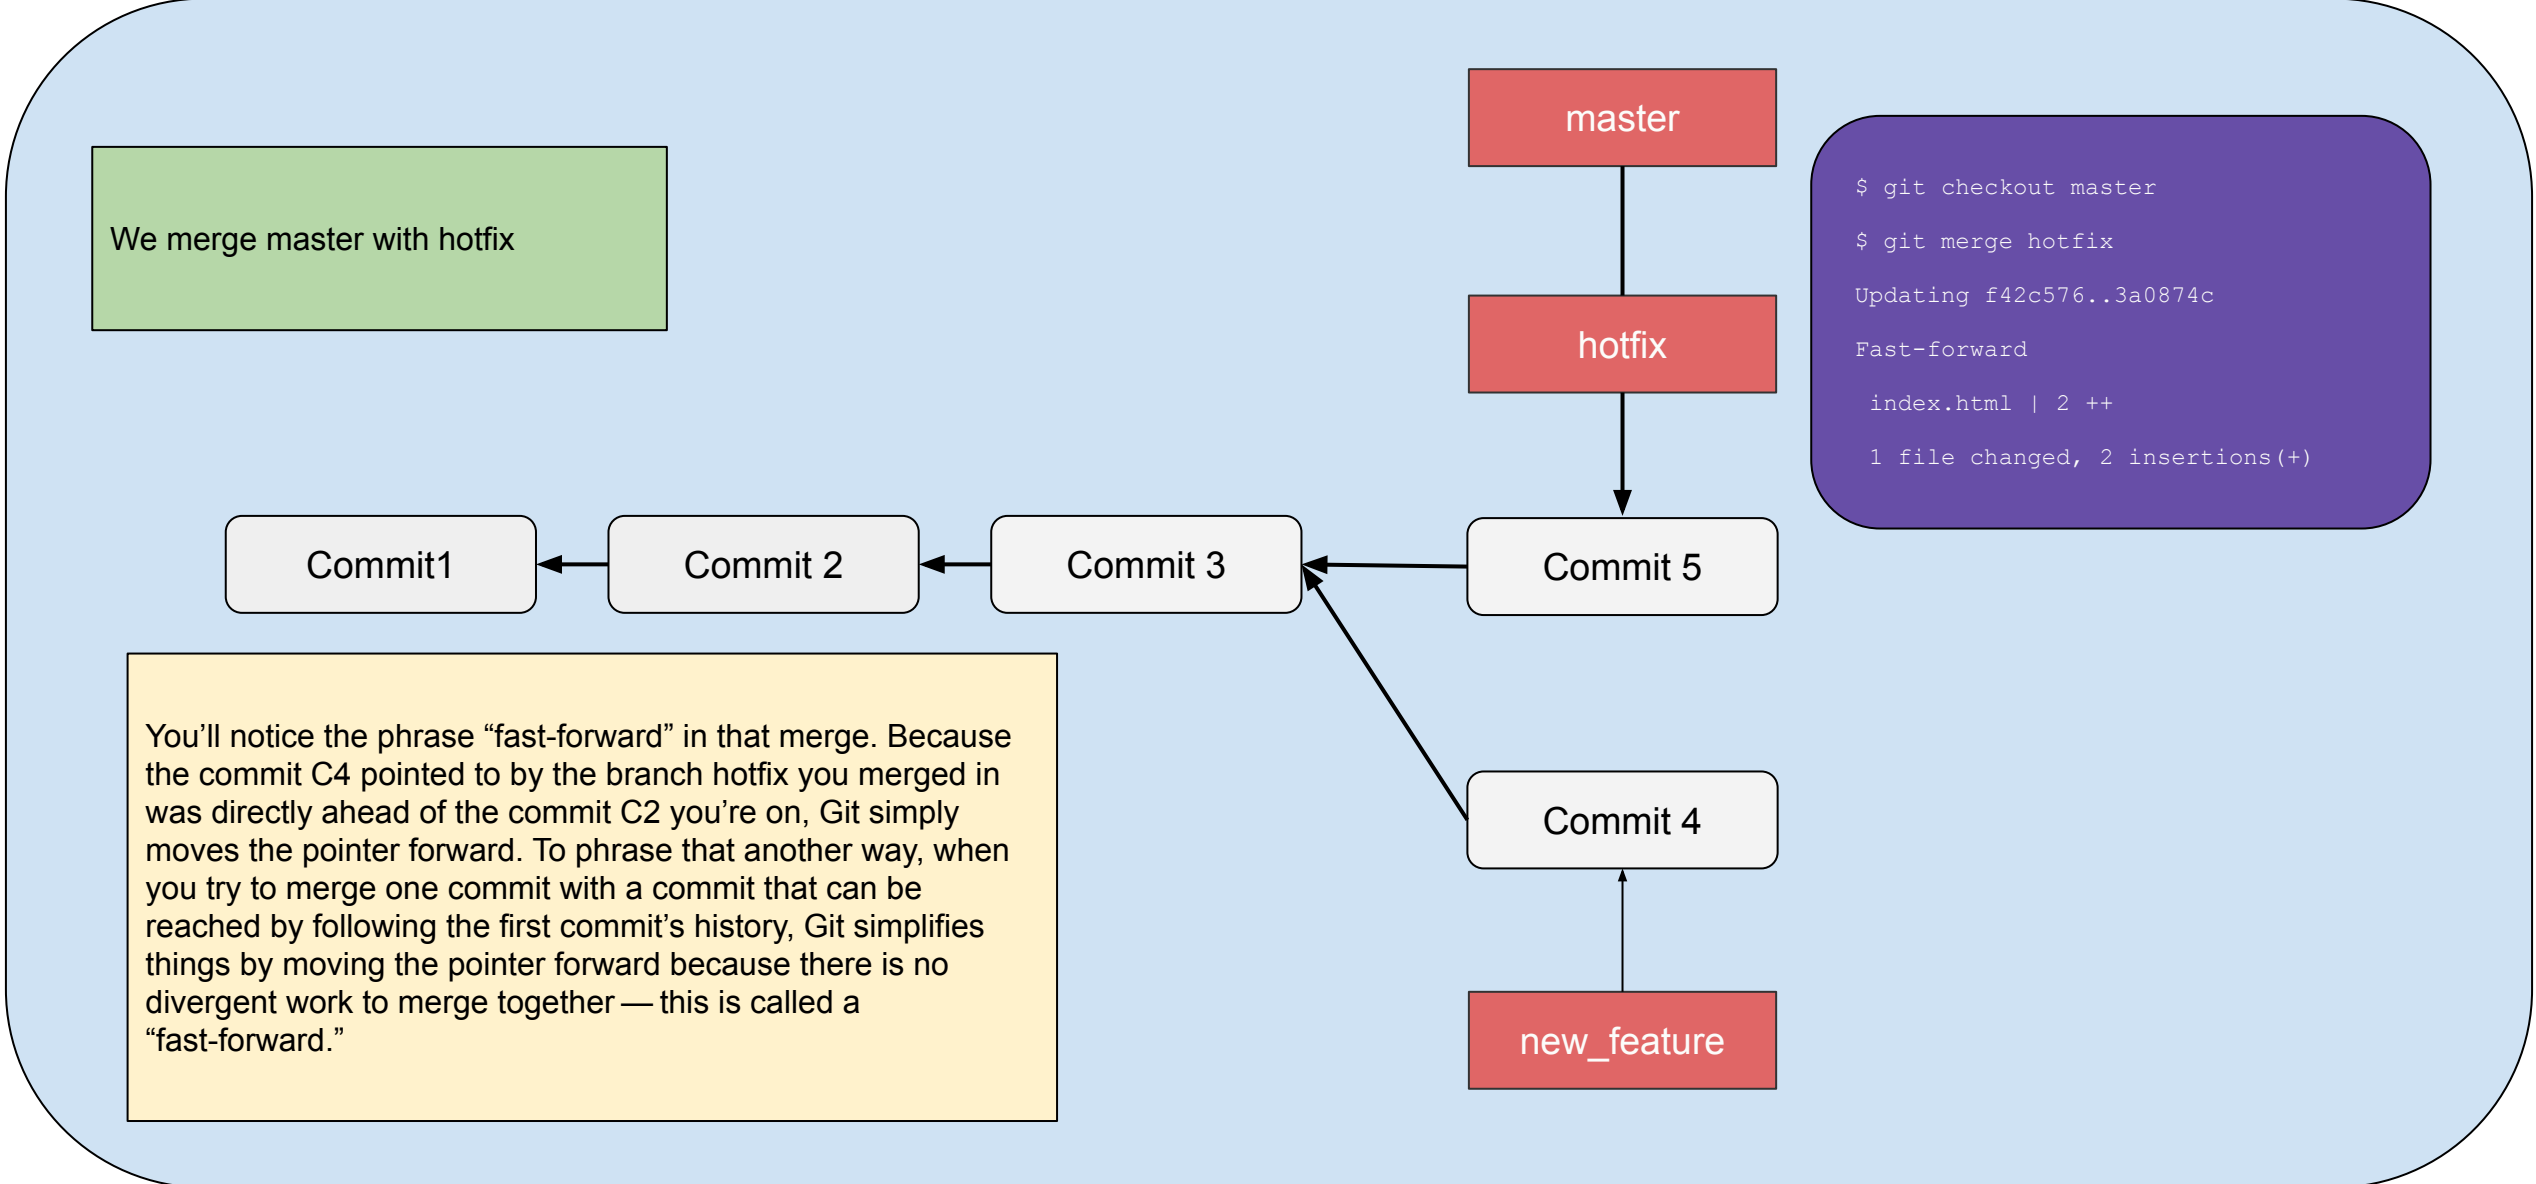 master
We merge master with hotfix
$ git checkout master
$ git merge hotfix
Updating f42c576..3a0874c
Fast-forward
index.html | 2 ++
1 file changed, 2 insertions(+)
hotfix
Commit1
Commit 2
Commit 3
Commit 5
You’ll notice the phrase “fast-forward” in that merge. Because
the commit C4 pointed to by the branch hotfix you merged in
was directly ahead of the commit C2 you’re on, Git simply
moves the pointer forward. To phrase that another way, when
you try to merge one commit with a commit that can be
reached by following the first commit’s history, Git simplifies
things by moving the pointer forward because there is no
divergent work to merge together — this is called a
“fast-forward.”
Commit 4
new_feature